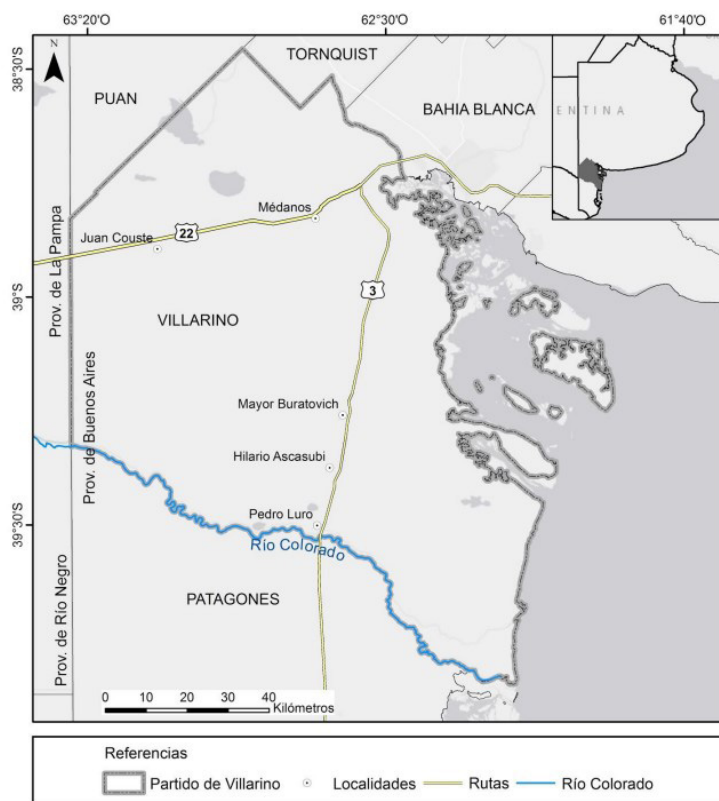 63°20'O
62°30'O
61°40'O
38°30'S
N
TORNQUIST
PUAN
BAHIA BLANCA
ENTINA
Médanos
Juan Couste
22
Prov. de La Pampa
3
39°S
VILLARINO
Prov. de Buenos Aires
Mayor Buratovich
Hilario Ascasubi
39°30'S
Pedro Luro
Río Colorado
PATAGONES
Prov. de Río Negro
0 10 20 30 40
Kilómetros
Referencias
Partido de Villarino Localidades Rutas Río Colorado